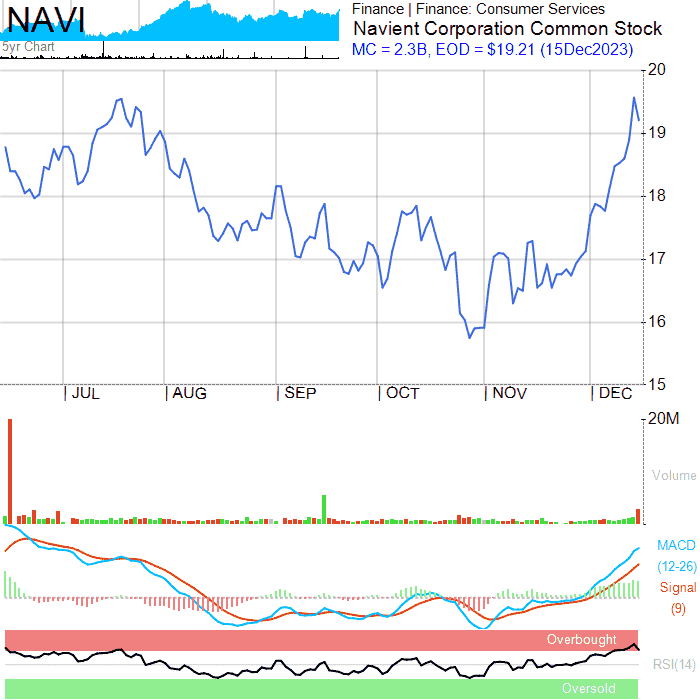 NAVI
5yr Chart
Finance | Finance: Consumer Services
Navient Corporation Common Stock
MC = 2.3B, EOD = $19.21 (15Dec2023)
20
19
18
17
16
15
JUL AUG SEP OCT NOV DEC
20M
Volume
MACD
(12-26)
Signal
(9)
Overbought
RSI(14)
Oversold